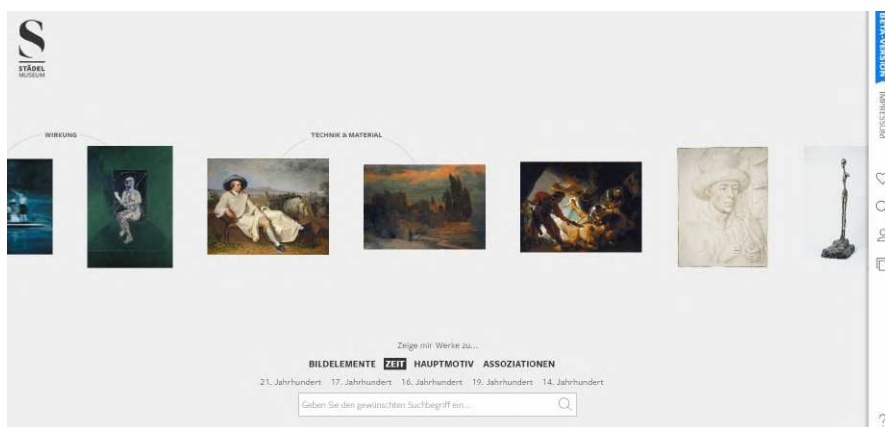 S
STÄDEL
MUSEUM
BETA-VERSION
IMPRESSUM
WIRKUNG
TECHNIK & MATERIAL
Zeige mir Werke zu...
BILDELEMENTE ZEIT HAUPTMOTIV ASSOZIATIONEN
21. Jahrhundert 17. Jahrhundert 16. Jahrhundert 19. Jahrhundert 14. Jahrhundert
Geben Sie den gewünschten Suchbegriff ein...
?